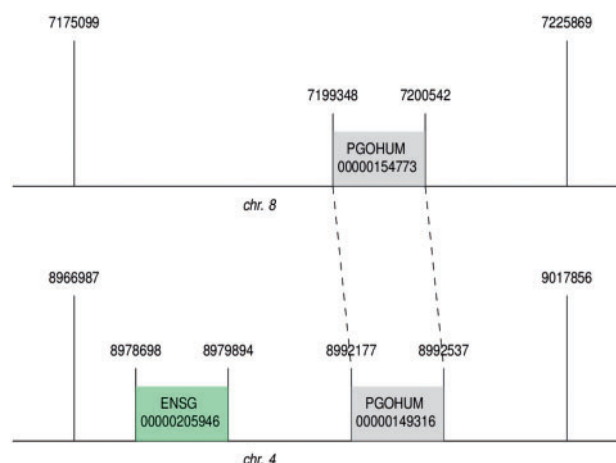 7175099
7225869
7199348
7200542
PGOHUM
00000154773
chr. 8
8966987
9017856
8978698
8979894
8992177
8992537
ENSG
00000205946
PGOHUM
00000149316
chr. 4